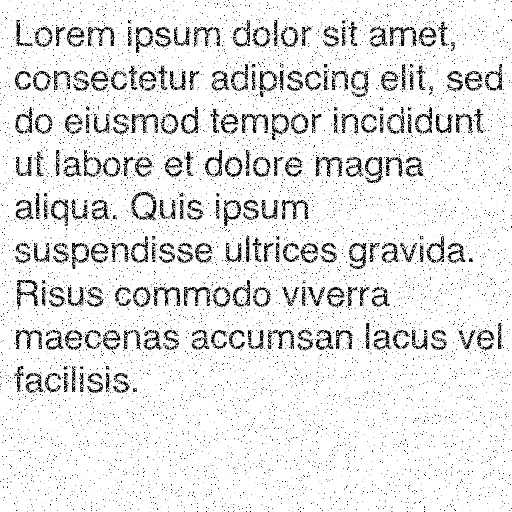 Lorem ipsum dolor sit amet,
consectetur adipiscing elit, sed
do eiusmod tempor incididunt
ut labore et dolore magna
aliqua. Quis ipsum
suspendisse ultrices gravida.
Risus commodo viverra
maecenas accumsan lacus vel
facilisis.